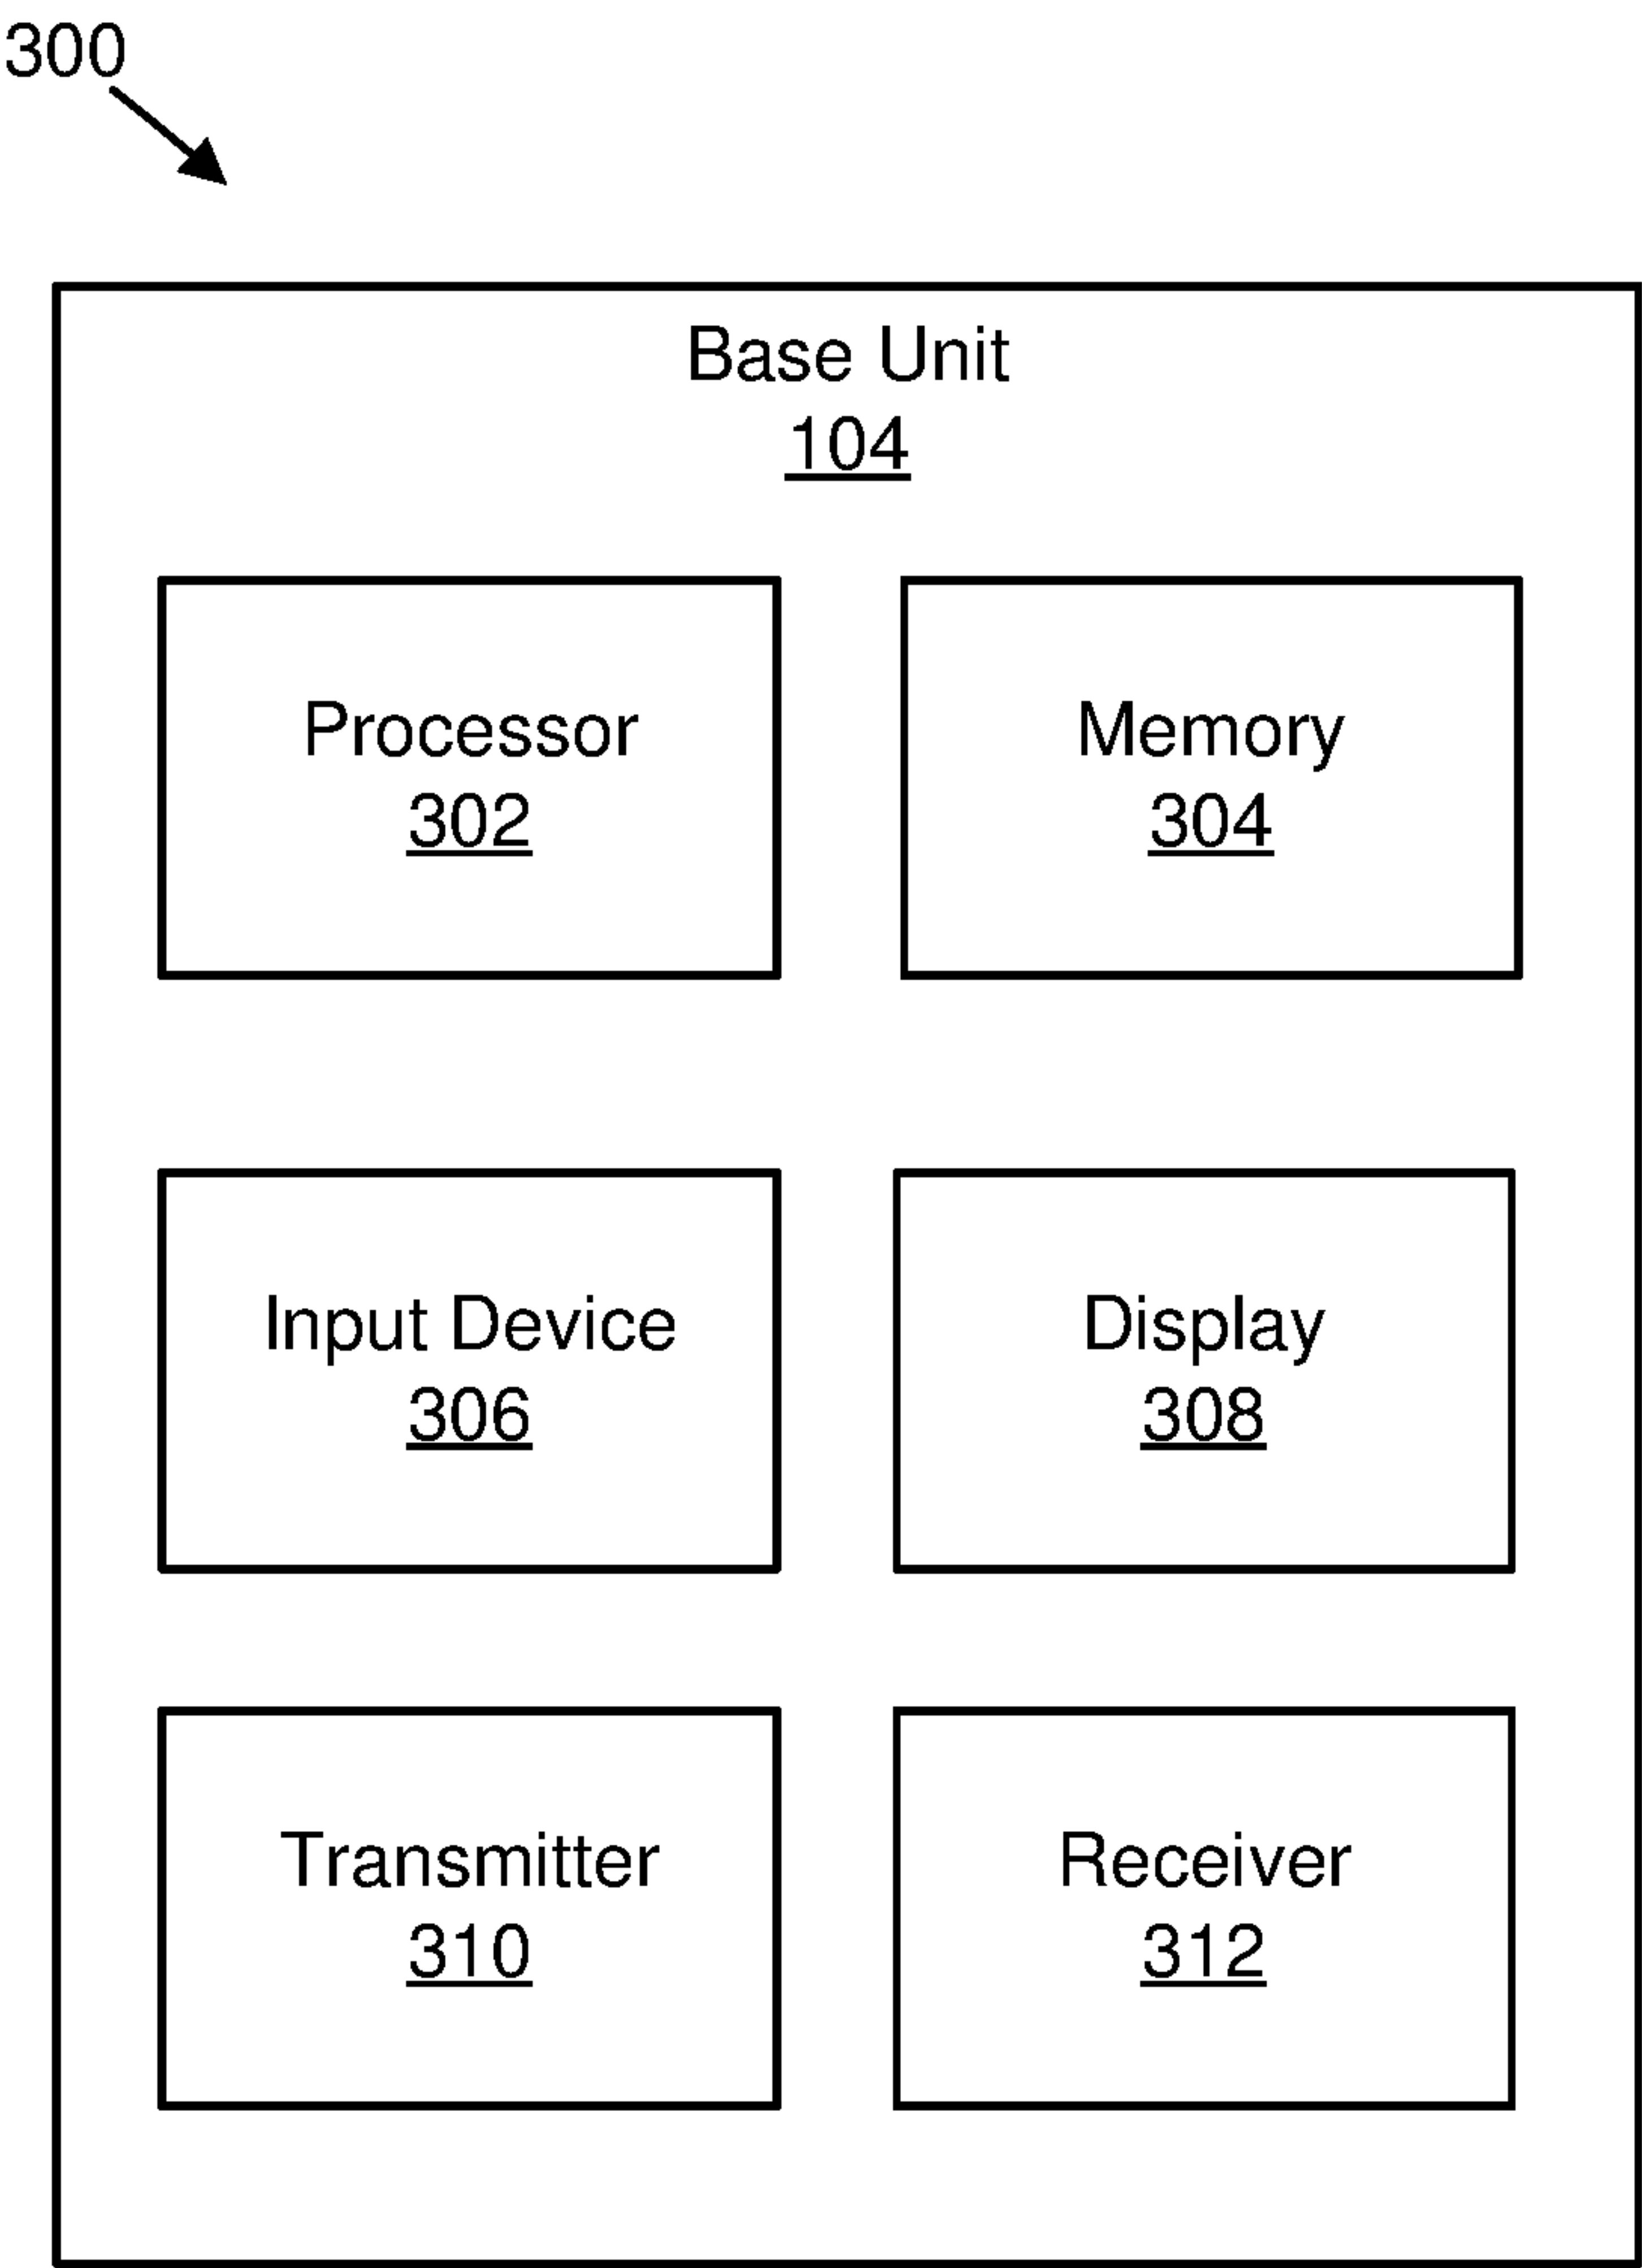 300
Base Unit
104
Processor
302
Memory
304
Input Device
306
Display
308
Transmitter
310
Receiver
312